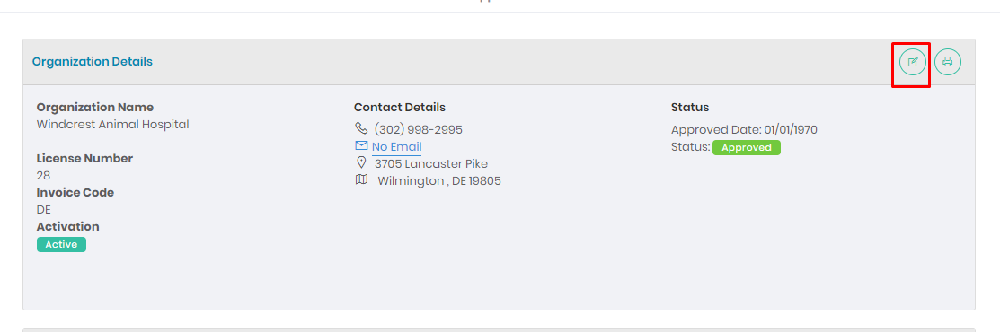 Organization Details
Organization Name
Windcrest Animal Hospital
License Number
28
Invoice Code
DE
Activation
Active
Contact Details
(302) 998-2995
No Email
3705 Lancaster Pike
Wilmington , DE 19805
Status
Approved Date: 01/01/1970
Status: Approved